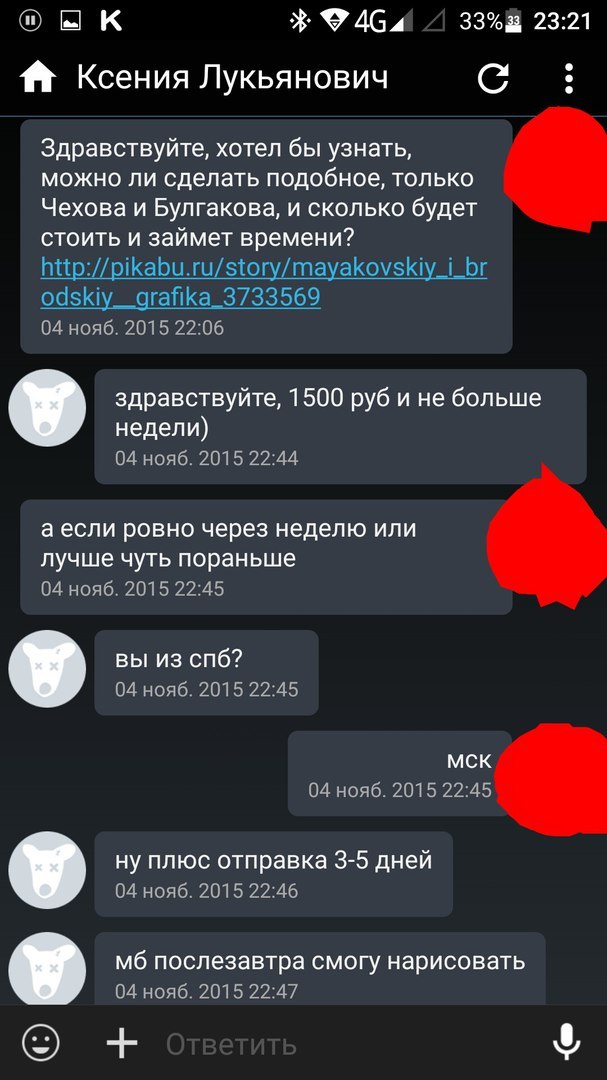 4G 33% 33 23:21
Ксения Лукьянович
Здравствуйте, хотел бы узнать,
можно ли сделать подобное, только
Чехова и Булгакова, и сколько будет
стоить и займет времени?
http://pikabu.ru/story/mayakovskiy_i_br
odskiy__grafika_3733569
04 нояб. 2015 22:06
здравствуйте, 1500 руб и не больше
недели)
04 нояб. 2015 22:44
а если ровно через неделю или
лучше чуть пораньше
04 нояб. 2015 22:45
вы из спб?
04 нояб. 2015 22:45
мск
04 нояб. 2015 22:45
ну плюс отправка 3-5 дней
04 нояб. 2015 22:46
мб послезавтра смогу нарисовать
04 нояб. 2015 22:47
Ответить